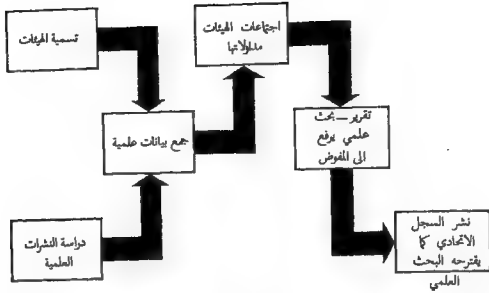 تسمية الهيئات
اجتماعات الهيئات
مداولاتها
جمع بيانات علمية
تقرير — بحث
علمي يرفع
الى المفوض
دراسة النشرات
العلمية
نشر السجل
الاتحادي كما
يقترحه البحث
العلمي